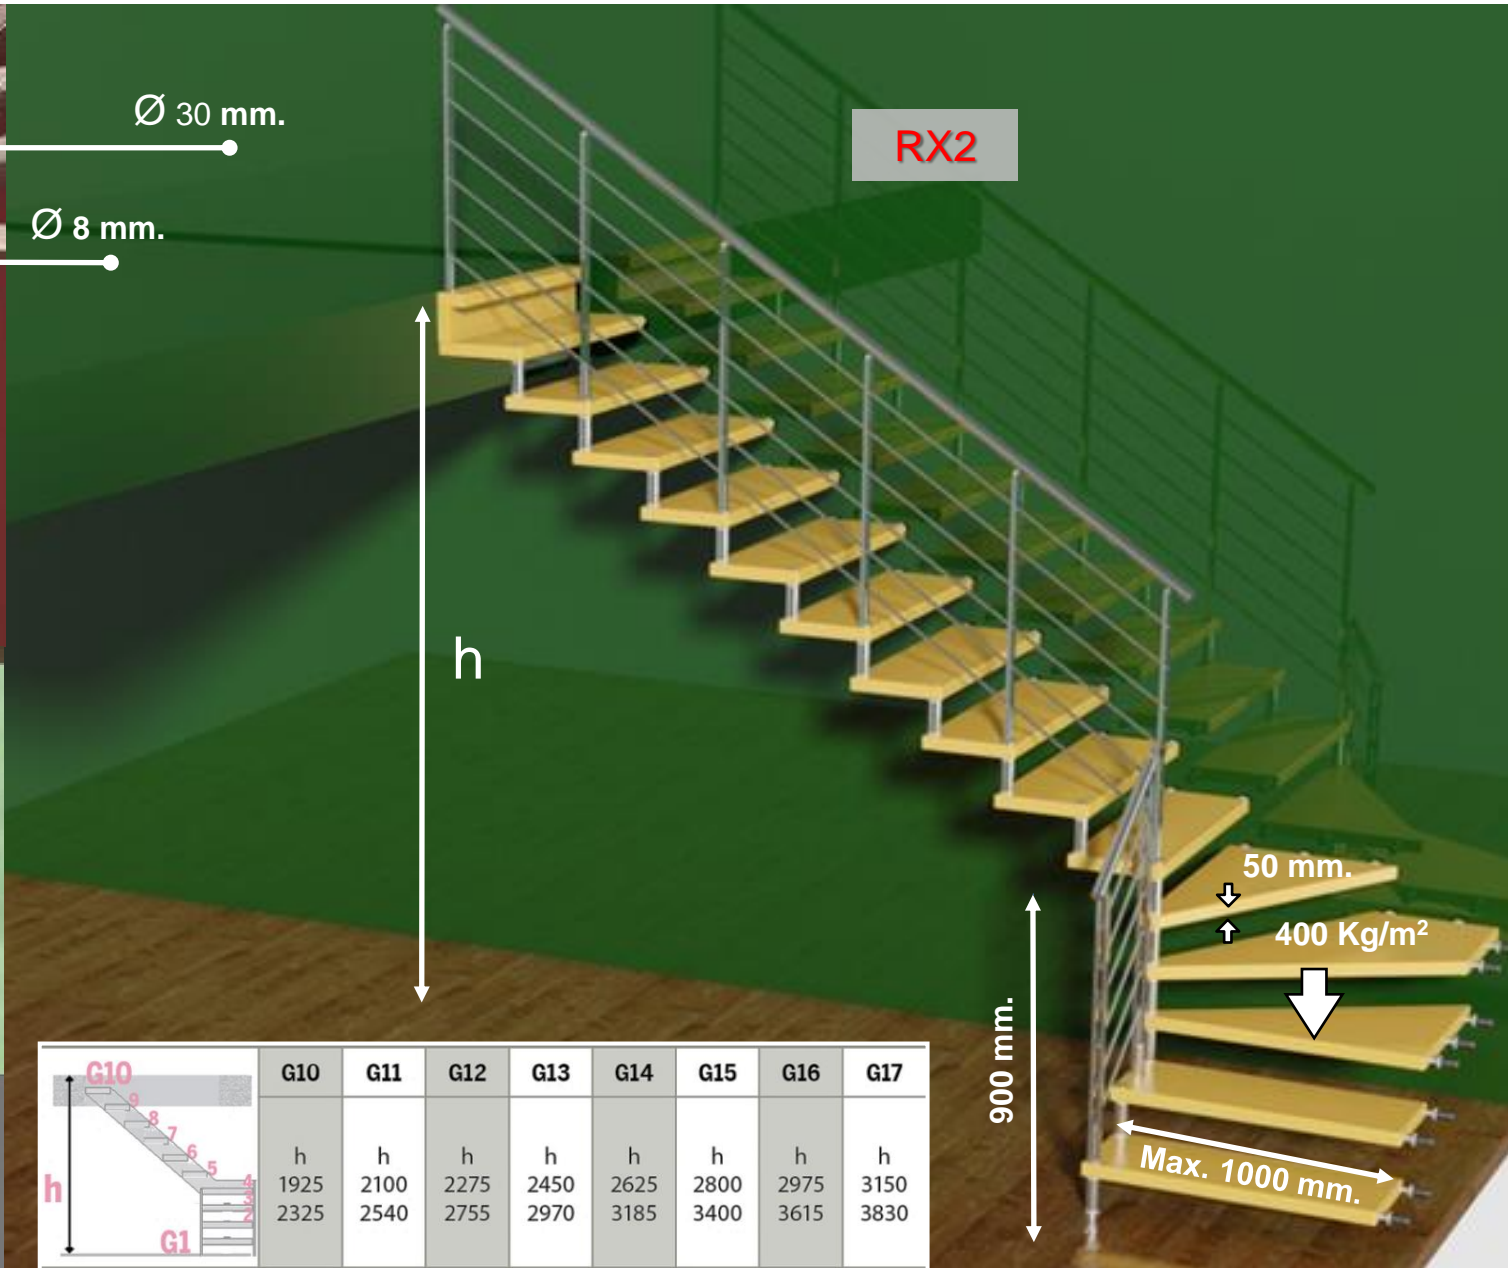 Ø 30 mm.
RX2
Ø 8 mm.
h
50 mm.
400 Kg/m²
900 mm.
Max. 1000 mm.
G10
9
8
7
6
5
4
3
2
h
G1
G10 G11 G12 G13 G14 G15 G16 G17
h h h h h h h h
1925 2100 2275 2450 2625 2800 2975 3150
2325 2540 2755 2970 3185 3400 3615 3830